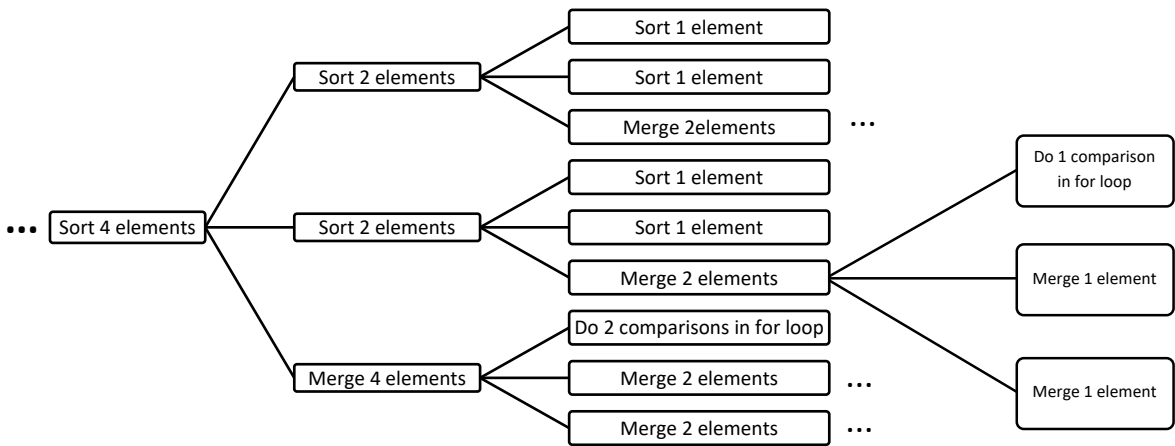 Sort 1 element
Sort 2 elements
Sort 1 element
Merge 2elements
...
Do 1 comparison
in for loop
Sort 1 element
...
Sort 4 elements
Sort 2 elements
Sort 1 element
Merge 2 elements
Merge 1 element
Do 2 comparisons in for loop
Merge 4 elements
Merge 2 elements
...
Merge 1 element
Merge 2 elements
...